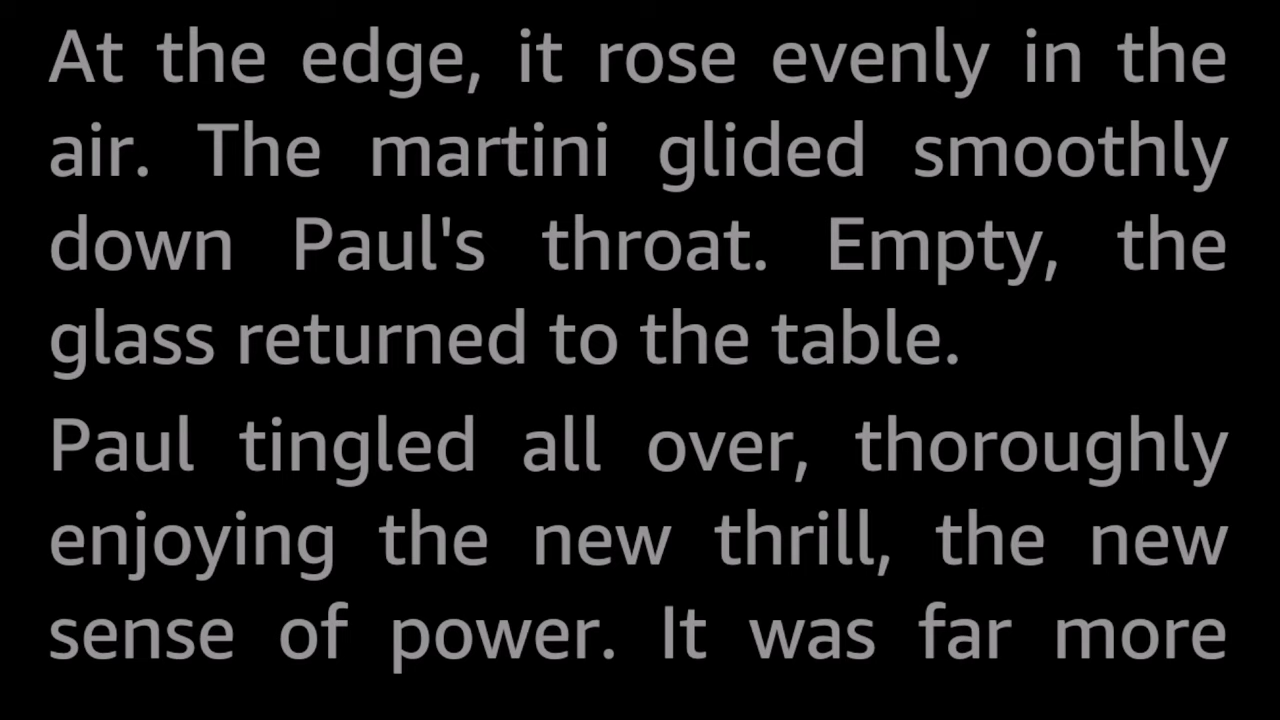 At the edge, it rose evenly in the
air. The martini glided smoothly
down Paul's throat. Empty, the
glass returned to the table.
Paul tingled all over, thoroughly
enjoying the new thrill, the new
sense of power. It was far more